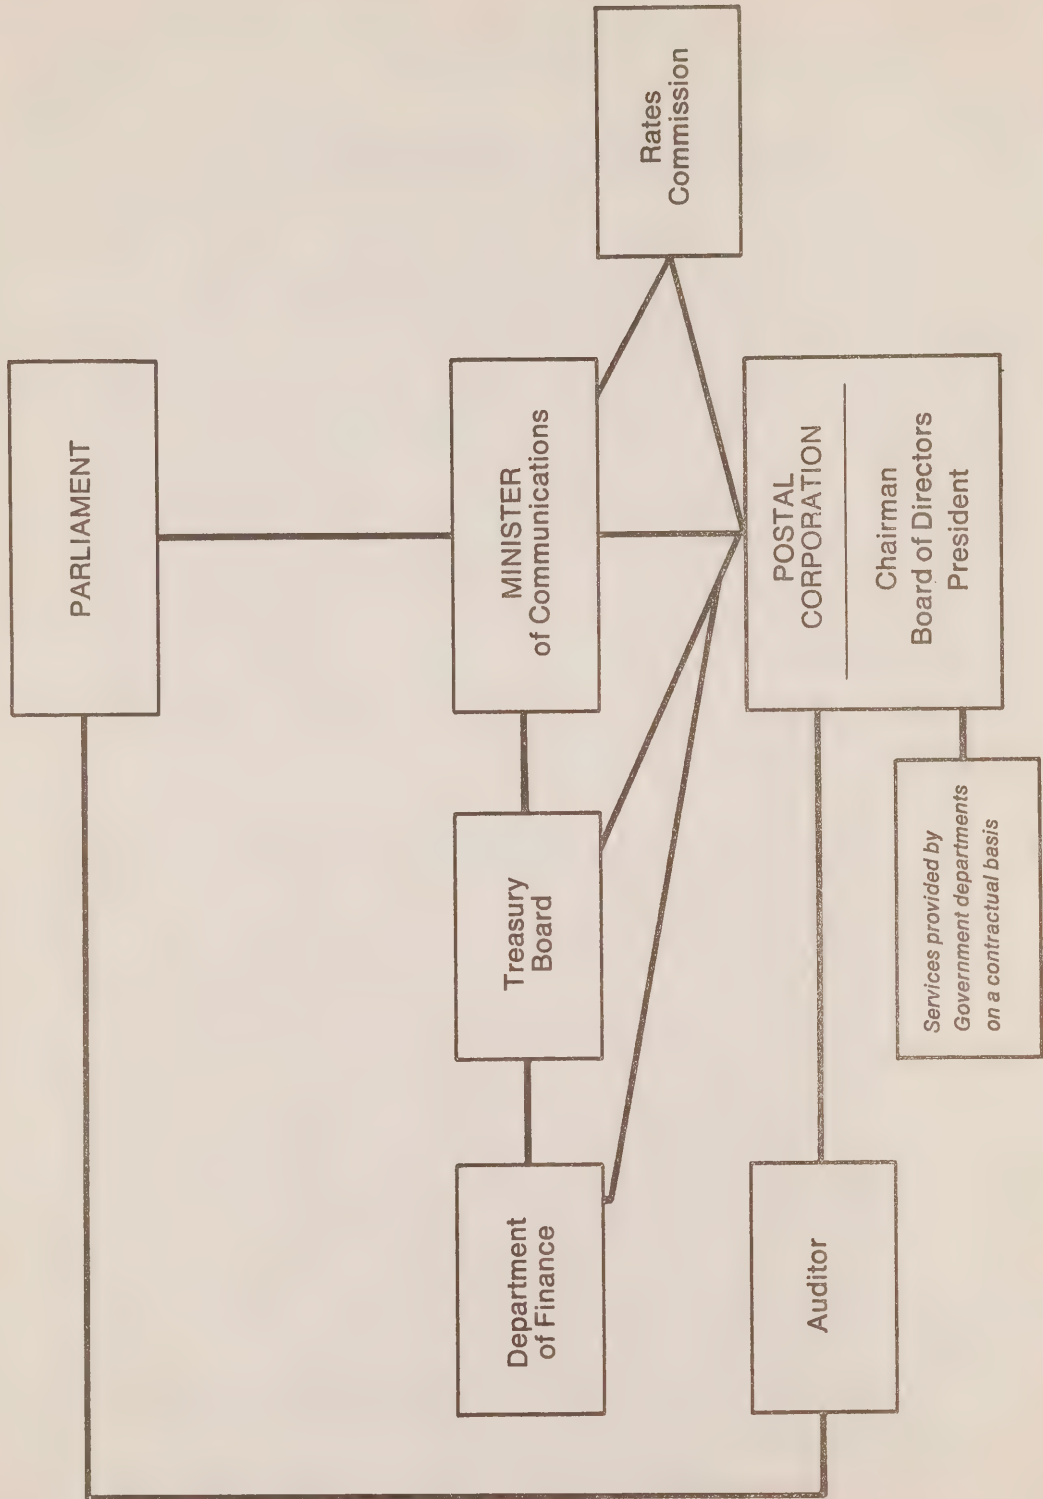 PARLIAMENT
MINISTER
of Communications
Treasury
Board
Department
of Finance
Rates
Commission
POSTAL
CORPORATION
Chairman
Board of Directors
President
Auditor
Services provided by
Government departments
on a contractual basis